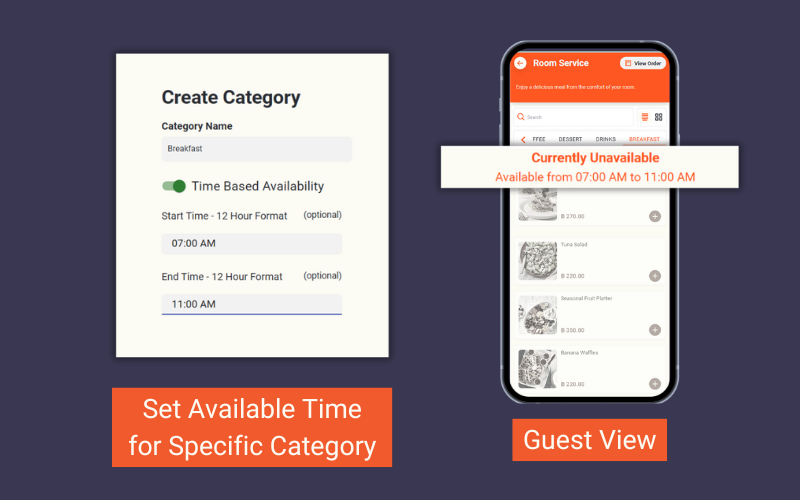 Create Category
Category Name
Breakfast
Time Based Availability
Start Time - 12 Hour Format (optional)
07:00 AM
End Time - 12 Hour Format (optional)
11:00 AM
Set Available Time
for Specific Category
Room Service
View Order
Enjoy a delicious meal from the comfort of your room.
Search
FFEE DESSERT DRINKS BREAKFAST
Currently Unavailable
Available from 07:00 AM to 11:00 AM
฿ 270.00
Tuna Salad
฿ 220.00
Seasonal Fruit Platter
฿ 250.00
Banana Waffles
฿ 220.00
Guest View